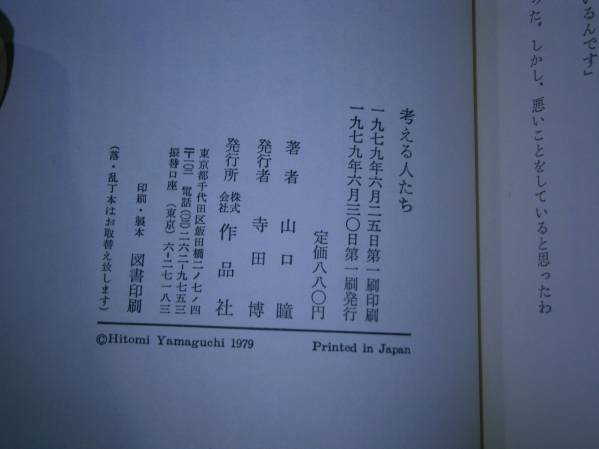 いるんです」
みた。しかし、悪いことをしていると思ったわ
考える人たち
一九七九年六月二五日第一刷印刷
一九七九年六月三〇日第一刷発行
定価八八〇円
著者 山口瞳
発行者 寺田博
発行所 株式会社 作品社
東京都千代田区飯田橋二ノ七ノ四
〒一〇二 電話(03)二六二-九七五三
振替口座 (東京) 六-二七一八三
印刷・製本 図書印刷
(落・乱丁本はお取替え致します)
©Hitomi Yamaguchi 1979 Printed in Japan